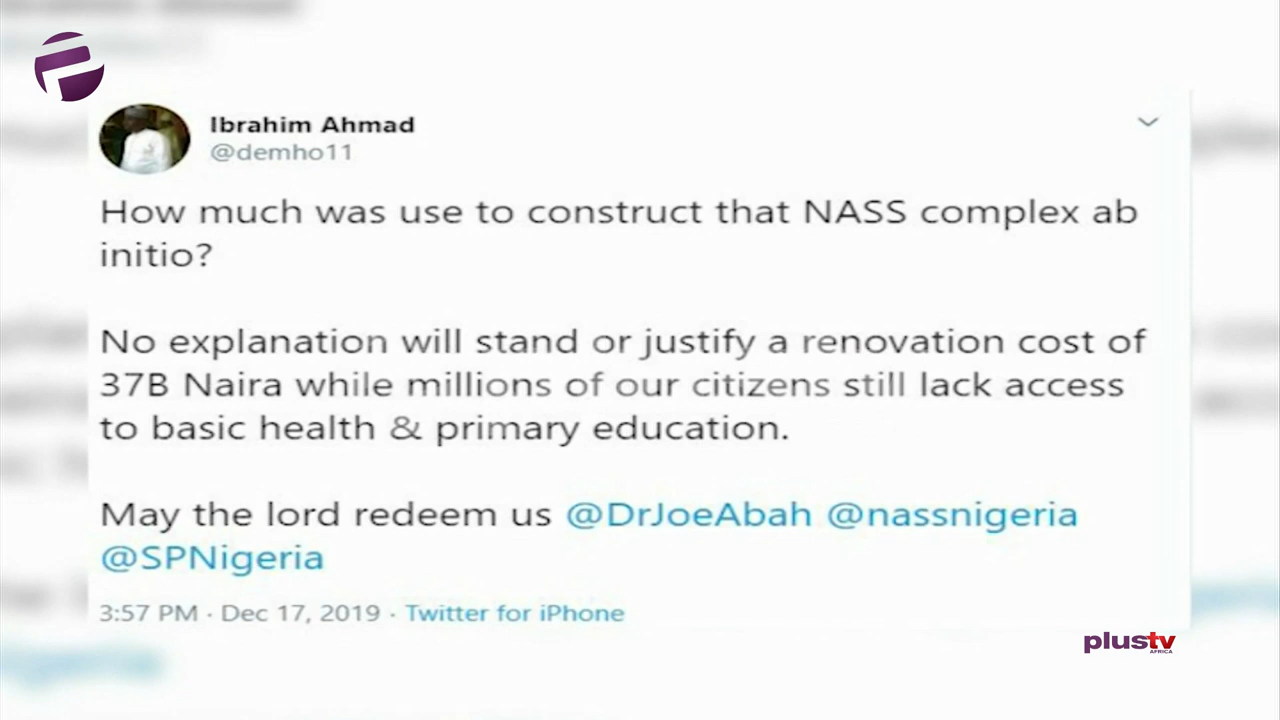 Ibrahim Ahmad
@demho11
How much was use to construct that NASS complex ab
initio?
No explanation will stand or justify a renovation cost of
37B Naira while millions of our citizens still lack access
to basic health & primary education.
May the lord redeem us @DrJoeAbah @nassnigeria
@SPNigeria
3:57 PM · Dec 17, 2019 · Twitter for iPhone
plustv
AFRICA